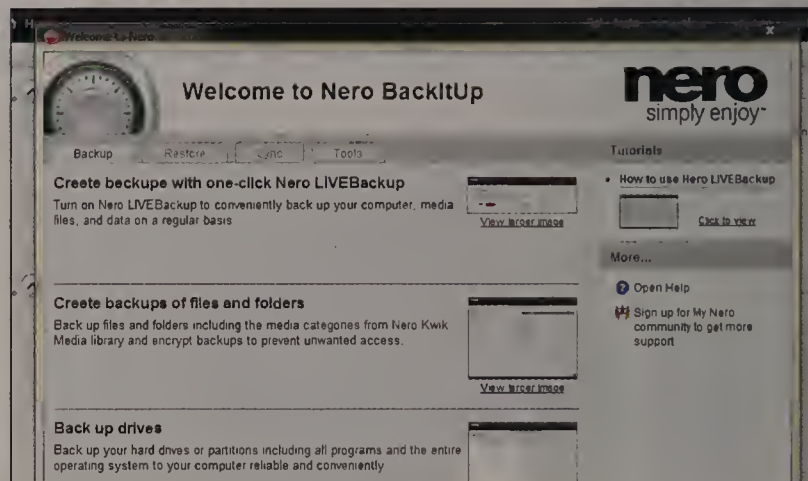 Welcome to Nero
Welcome to Nero BackItUp
nero
simply enjoy™
Backup
Restore
Sync
Tools
Create beckupe with one-click Nero LIVEBackup
Turn on Nero LIVEBackup to conveniently back up your computer, media
files, and data on a regular basis
View larger image
Creete backups of files and folders
Back up files and folders including the media categories from Nero Kwik
Media library and encrypt backups to prevent unwanted access.
View larger image
Back up drives
Back up your hard drives or partitions including all programs and the entire
operating system to your computer reliable and conveniently
Tutorials
• How to use Nero LIVEBackup
Click to view
More...
Open Help
Sign up for My Nero
community to get more
support